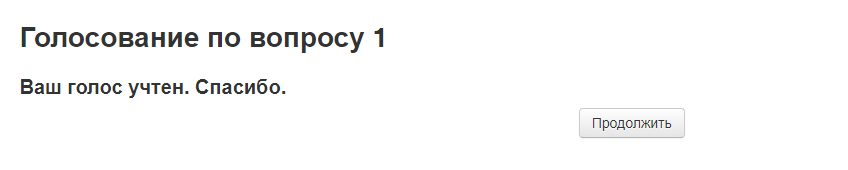 Голосование по вопросу 1
Ваш голос учтен. Спасибо.
Продолжить